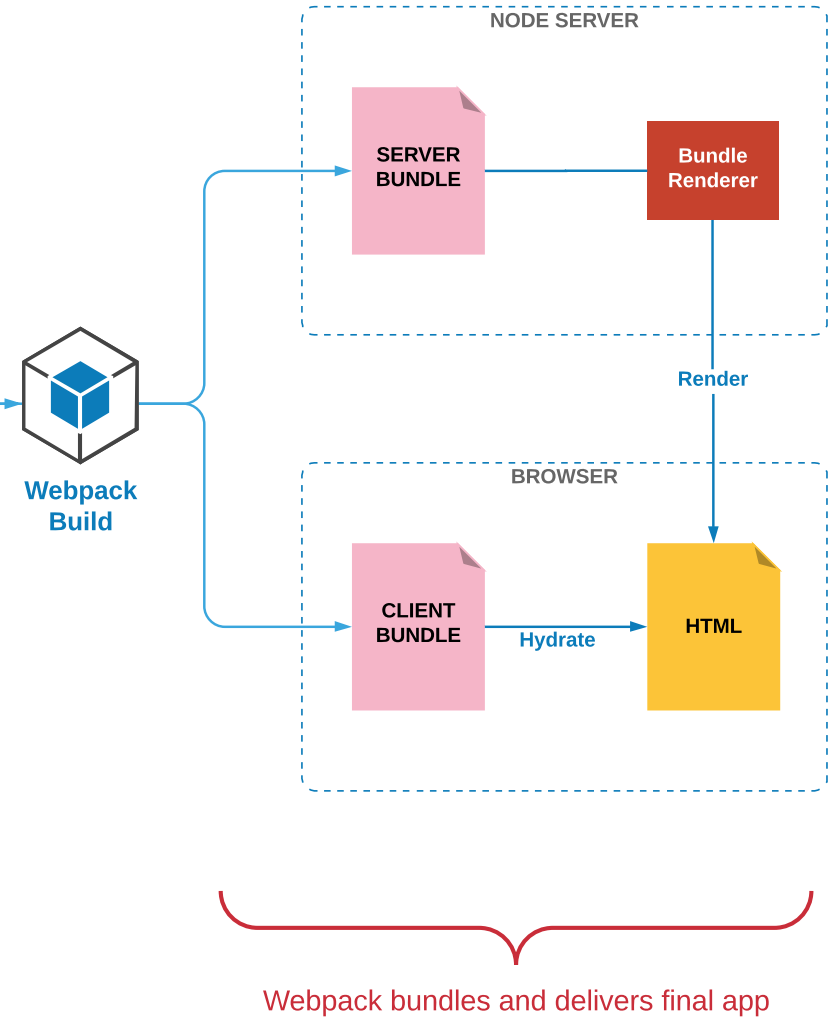 NODE SERVER
SERVER
BUNDLE
Bundle
Renderer
Render
Webpack
Build
BROWSER
CLIENT
BUNDLE
Hydrate
HTML
Webpack bundles and delivers final app